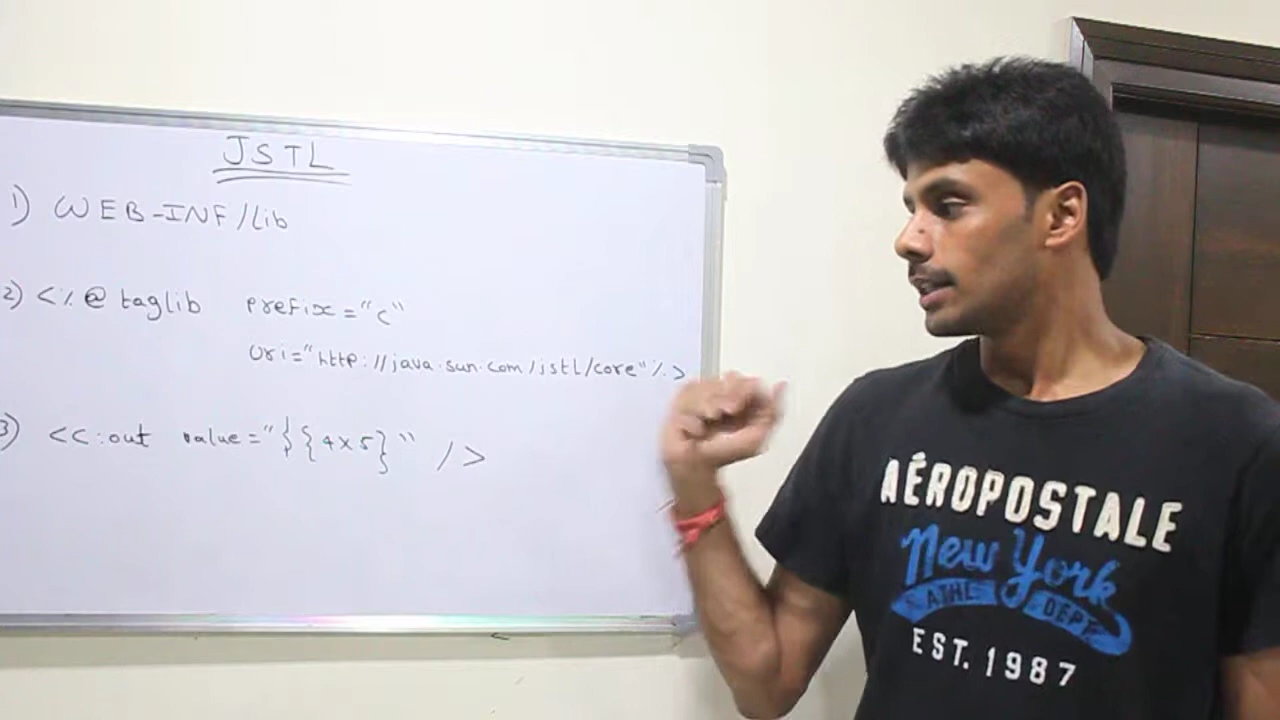 JSTL
1) WEB-INF/lib
2) <%@ taglib prefix="c"
uri="http://java.sun.com/jstl/core"%>
3) <c:out value="${4x5}" />
AÉROPOSTALE
New York
ATHL DEPT
EST. 1987